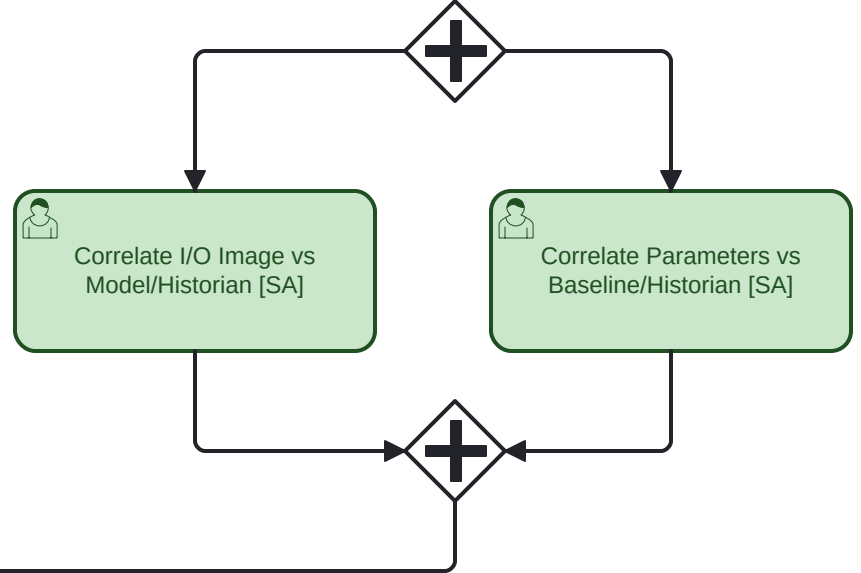 Correlate I/O Image vs
Model/Historian [SA]
Correlate Parameters vs
Baseline/Historian [SA]